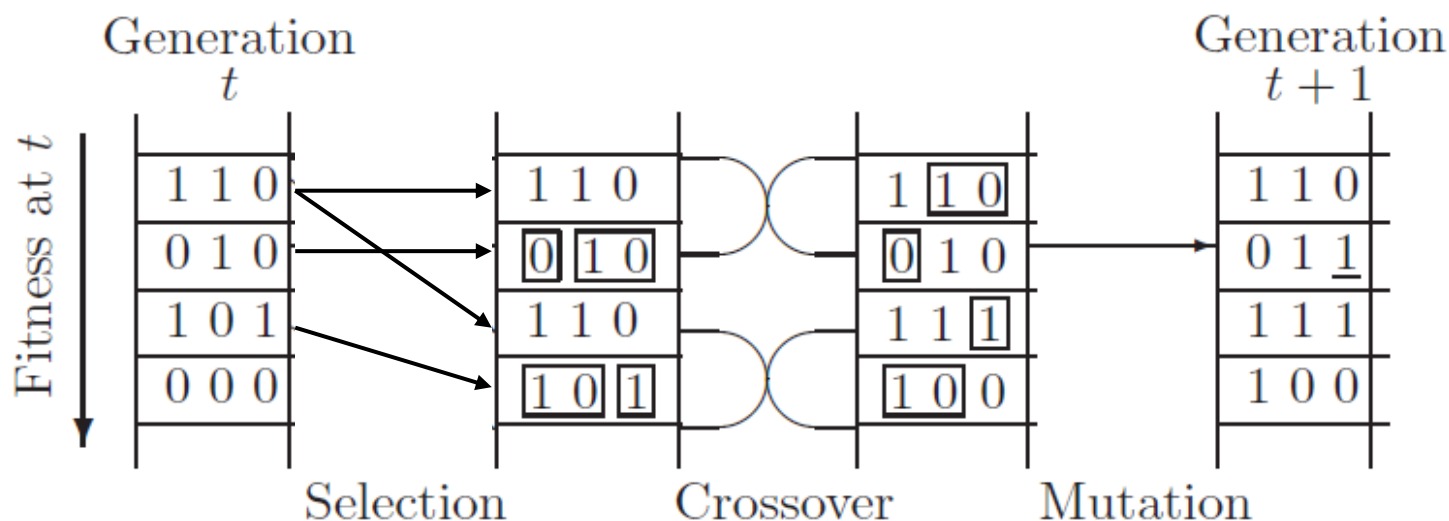 Generation Generation
t t + 1
Fitness at t
1 1 0 1 1 0 1 1 0 1 1 0
0 1 0 0 1 0 0 1 0 0 1 1
1 0 1 1 1 0 1 1 1 1 1 1
0 0 0 1 0 1 1 0 0 1 0 0
Selection Crossover Mutation